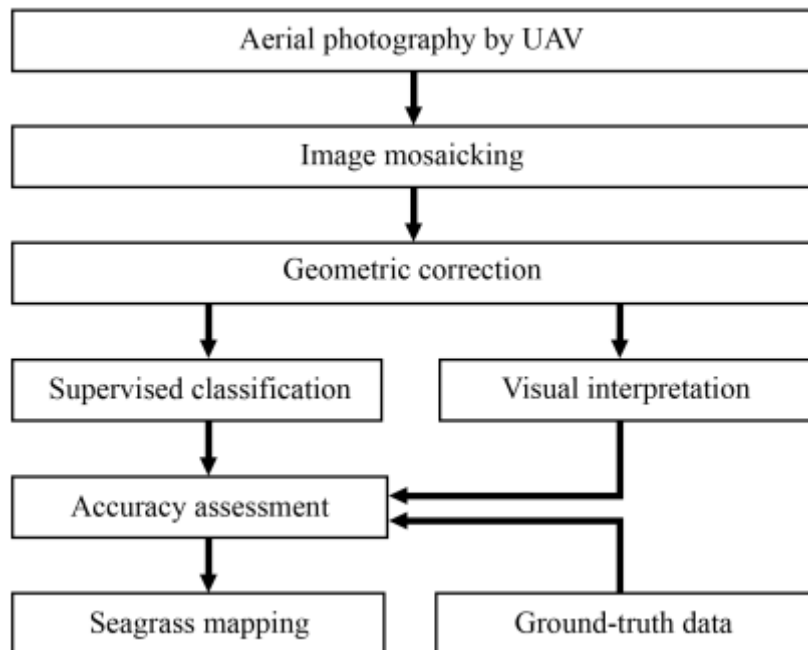 Aerial photography by UAV
Image mosaicking
Geometric correction
Supervised classification
Visual interpretation
Accuracy assessment
Seagrass mapping
Ground-truth data